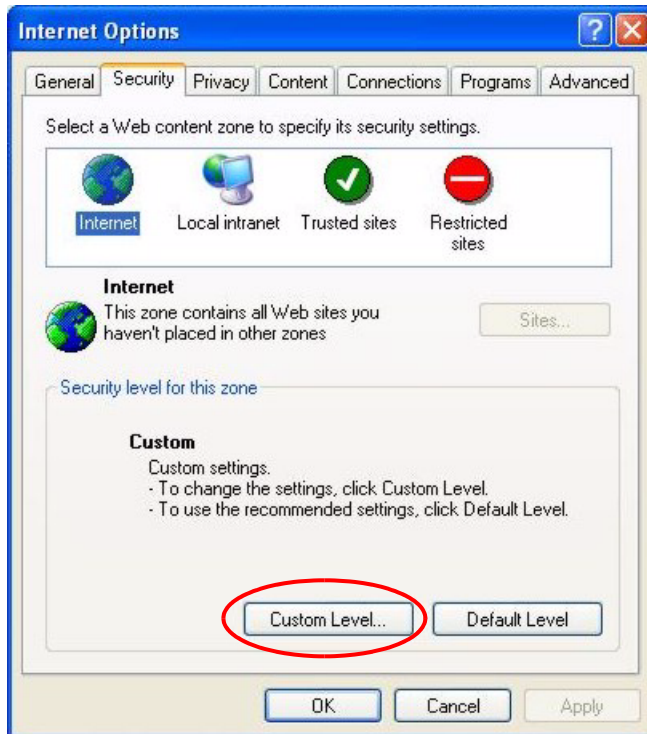 Internet Options
General Security Privacy Content Connections Programs Advanced
Select a Web content zone to specify its security settings.
Internet Local intranet Trusted sites Restricted
sites
Internet
This zone contains all Web sites you
haven't placed in other zones
Sites...
Security level for this zone
Custom
Custom settings.
- To change the settings, click Custom Level.
- To use the recommended settings, click Default Level.
Custom Level... Default Level
OK Cancel Apply